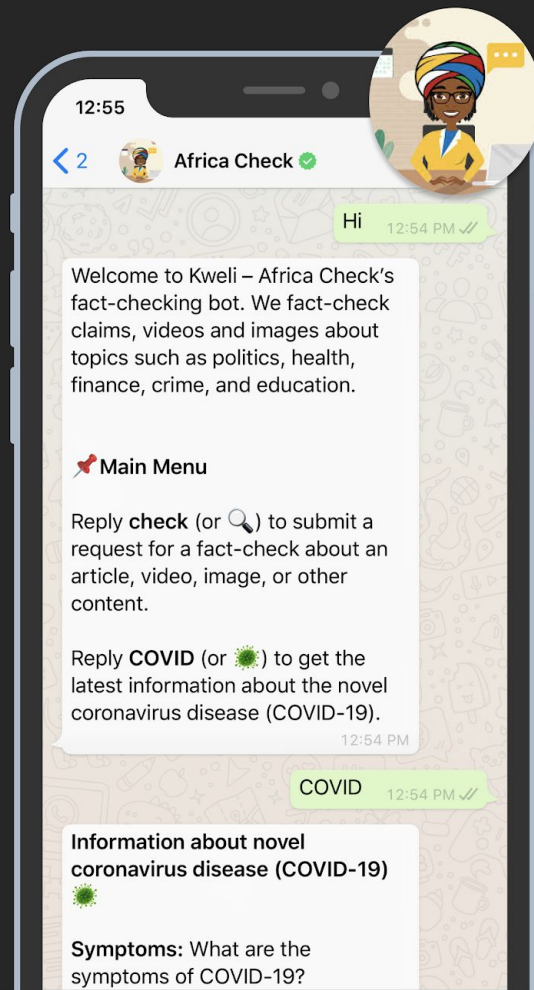 12:55
2
Africa Check
Hi
12:54 PM
Welcome to Kweli – Africa Check's
fact-checking bot. We fact-check
claims, videos and images about
topics such as politics, health,
finance, crime, and education.
📌Main Menu
Reply check (or 🔍) to submit a
request for a fact-check about an
article, video, image, or other
content.
Reply COVID (or 🦠) to get the
latest information about the novel
coronavirus disease (COVID-19).
12:54 PM
COVID
12:54 PM
Information about novel
coronavirus disease (COVID-19)
🦠
Symptoms: What are the
symptoms of COVID-19?